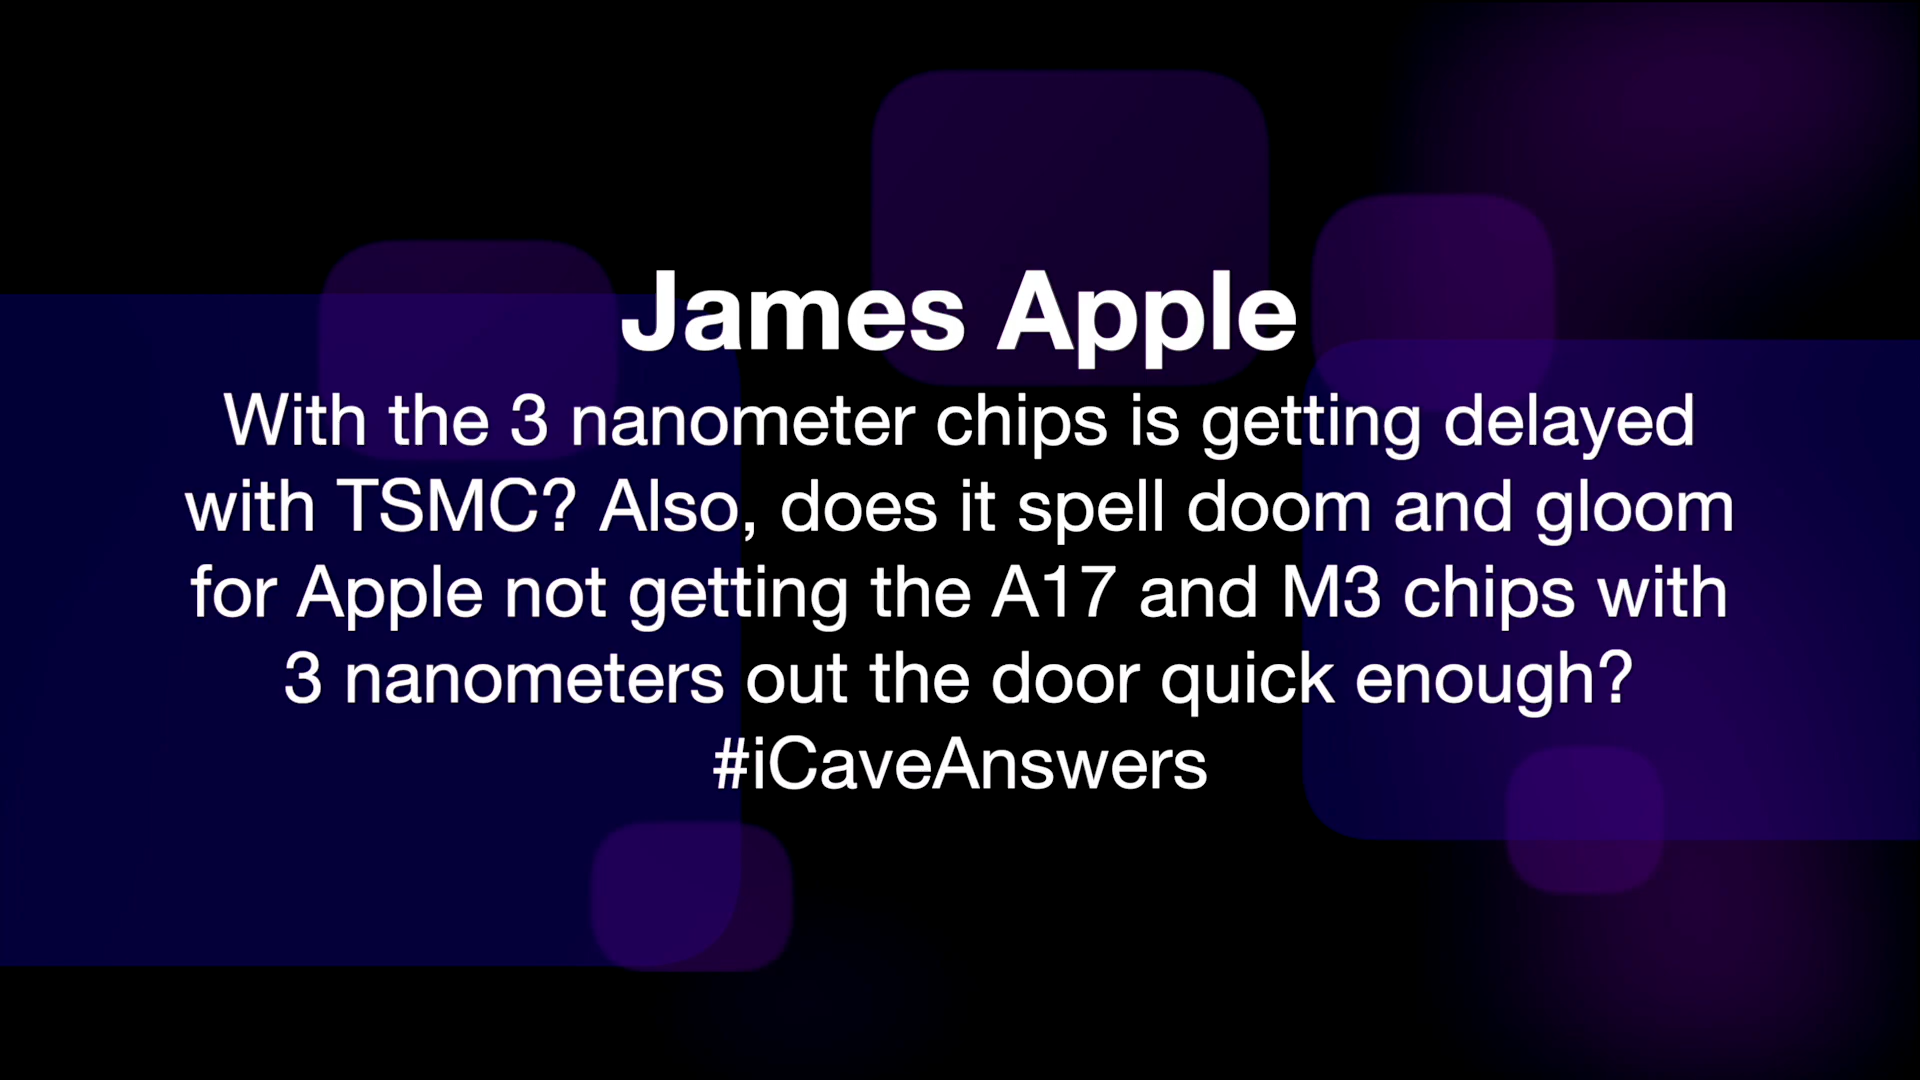 James Apple
With the 3 nanometer chips is getting delayed
with TSMC? Also, does it spell doom and gloom
for Apple not getting the A17 and M3 chips with
3 nanometers out the door quick enough?
#iCaveAnswers